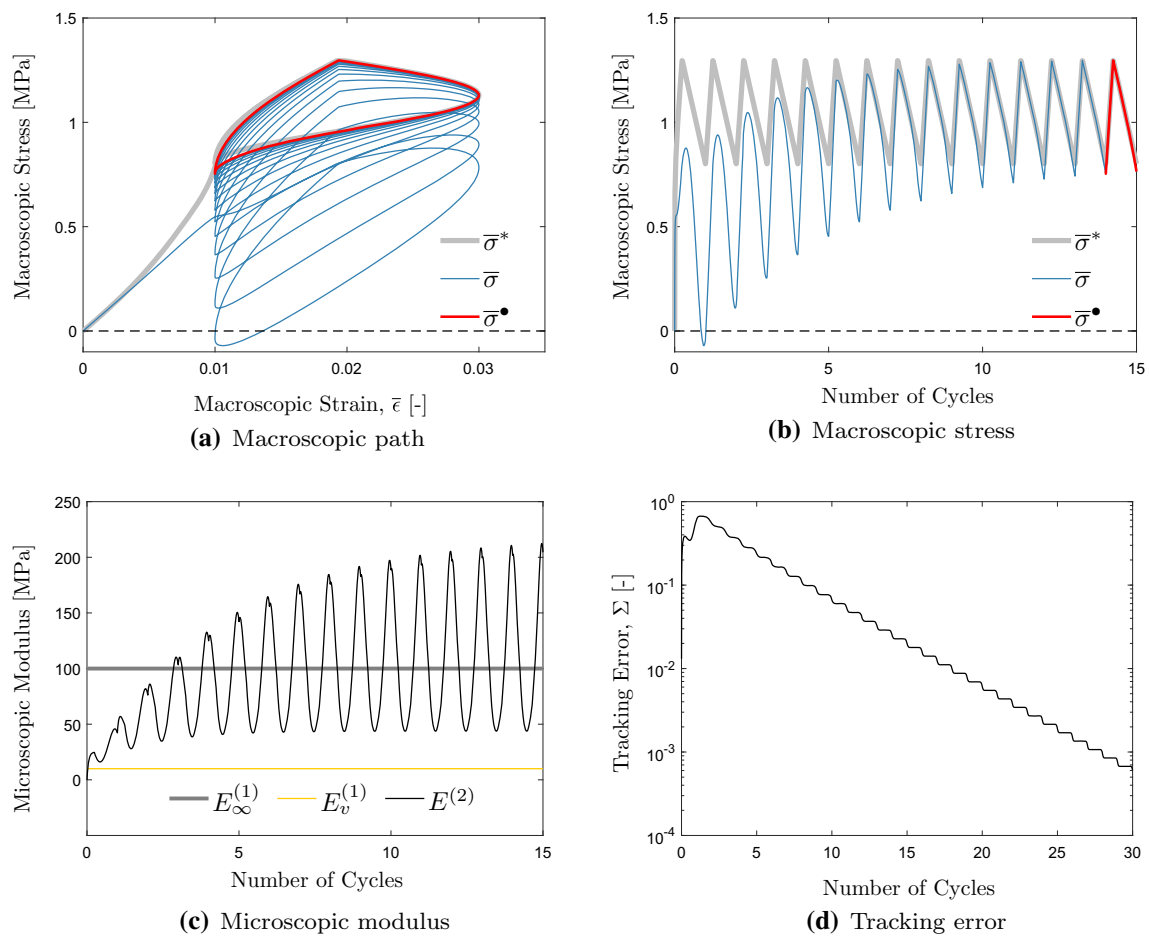 Macroscopic Stress [MPa]
1.5
1
0.5
0
σ̅*
σ̅
σ̅•
0
0.01
0.02
0.03
Macroscopic Strain, ϵ̅ [-]
(a) Macroscopic path
Macroscopic Stress [MPa]
1.5
1
0.5
0
σ̅*
σ̅
σ̅•
0
5
10
15
Number of Cycles
(b) Macroscopic stress
Microscopic Modulus [MPa]
250
200
150
100
50
0
E∞(1) Ev(1) E(2)
0
5
10
15
Number of Cycles
(c) Microscopic modulus
Tracking Error, Σ [-]
10^0
10^-1
10^-2
10^-3
10^-4
0
5
10
15
20
25
30
Number of Cycles
(d) Tracking error